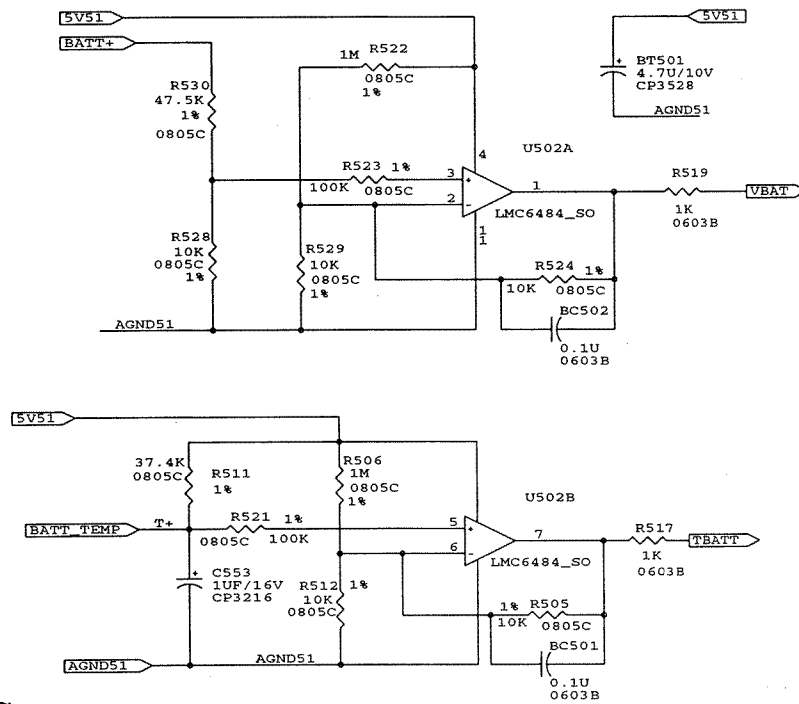 5V51
5V51
BATT+
1M R522
0805C
1%
BT501
4.7U/10V
CP3528
AGND51
R530
47.5K
1%
0805C
U502A
4
R523 1%
100K 0805C
3
+
2
-
1
LMC6484_SO
11
R519
1K
0603B
VBAT
R528
10K
0805C
1%
R529
10K
0805C
1%
R524 1%
10K 0805C
BC502
0.1U
0603B
AGND51
5V51
37.4K
0805C
R511
1%
R506
1M
0805C
1%
U502B
BATT_TEMP
T+
R521 1%
0805C 100K
5
+
6
-
7
LMC6484_SO
R517
1K
0603B
TBATT
C553
1UF/16V
CP3216
R512 1%
10K
0805C
1% R505
10K 0805C
BC501
0.1U
0603B
AGND51
AGND51